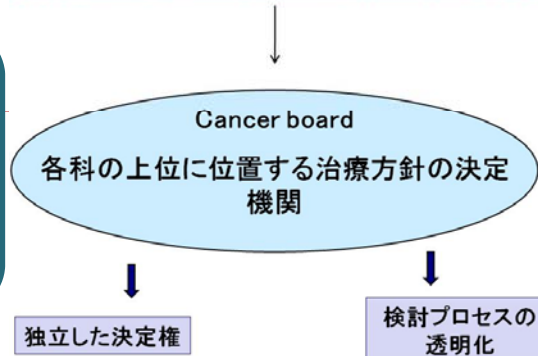 Cancer board
各科の上位に位置する治療方針の決定
機関
独立した決定権
検討プロセスの
透明化